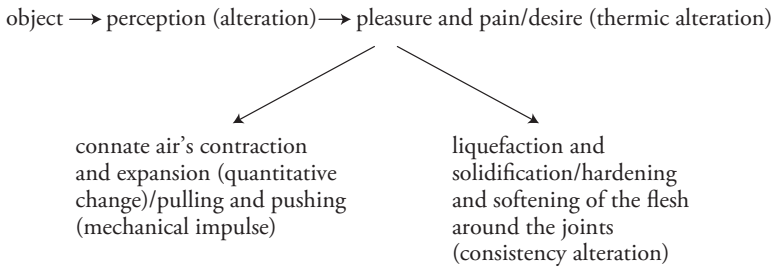 object → perception (alteration) → pleasure and pain/desire (thermic alteration)
connate air’s contraction
and expansion (quantitative
change)/pulling and pushing
(mechanical impulse)
liquefaction and
solidification/hardening
and softening of the flesh
around the joints
(consistency alteration)